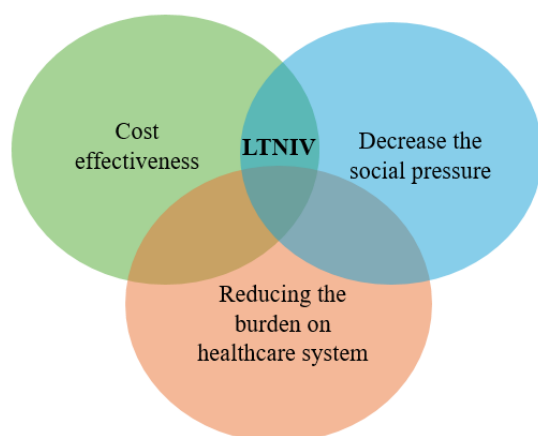 Cost
effectiveness
LTNIV
Decrease the
social pressure
Reducing the
burden on
healthcare system